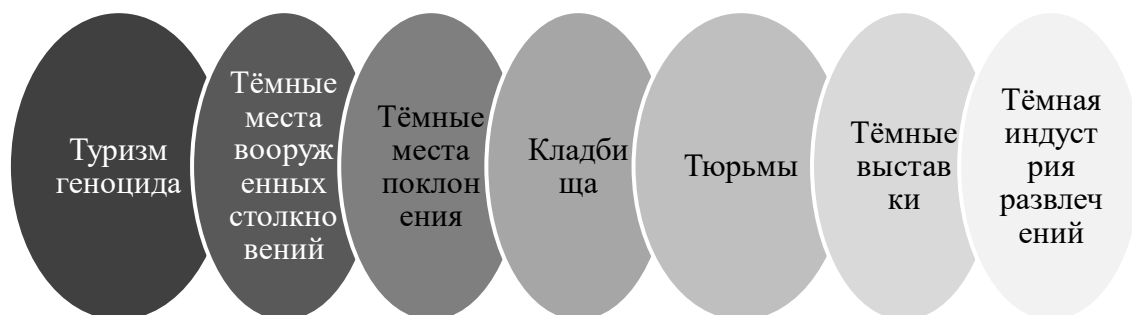 Туризм
геноцида
Тёмные
места
вооруж
енных
столкно
вений
Тёмные
места
поклон
ения
Кладби
ща
Тюрьмы
Тёмные
выстав
ки
Тёмная
индуст
рия
развлеч
ений